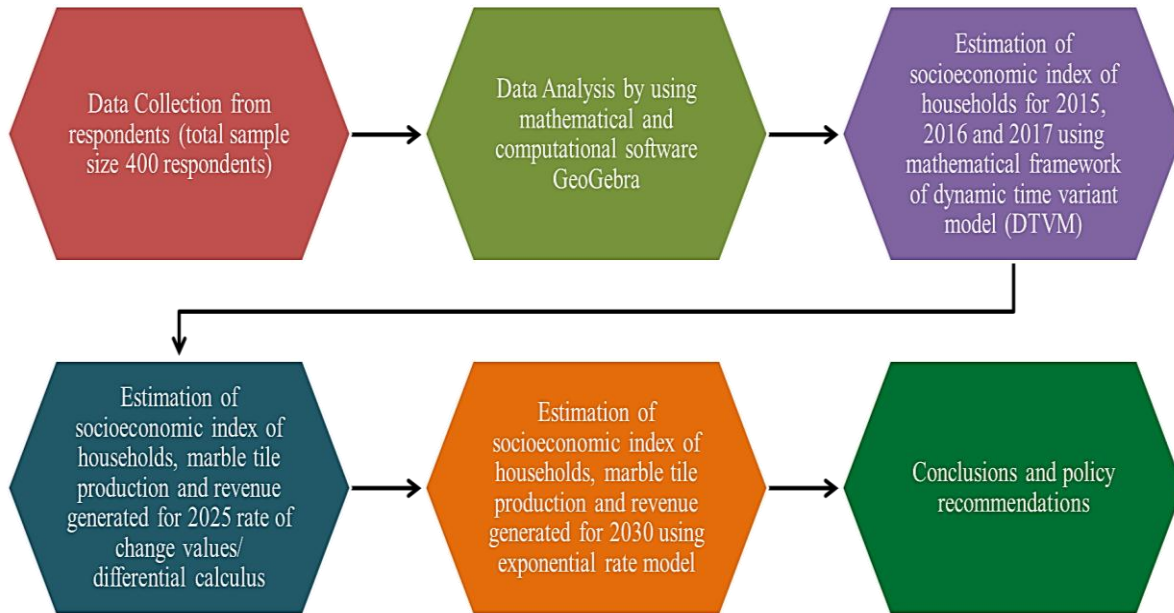 Data Collection from
respondents (total sample
size 400 respondents)
Data Analysis by using
mathematical and
computational software
GeoGebra
Estimation of
socioeconomic index of
households for 2015,
2016 and 2017 using
mathematical framework
of dynamic time variant
model (DTVM)
Estimation of
socioeconomic index of
households, marble tile
production and revenue
generated for 2025 rate of
change values/
differential calculus
Estimation of
socioeconomic index of
households, marble tile
production and revenue
generated for 2030 using
exponential rate model
Conclusions and policy
recommendations